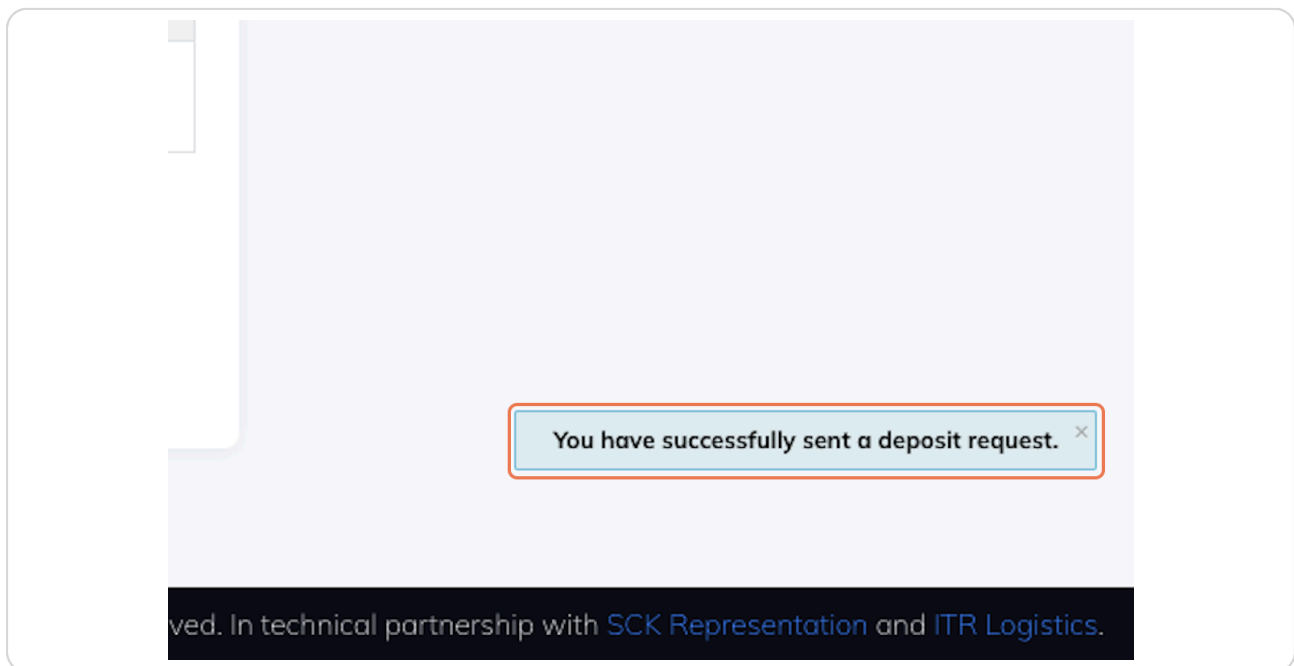 You have successfully sent a deposit request. ×
ved. In technical partnership with SCK Representation and ITR Logistics.